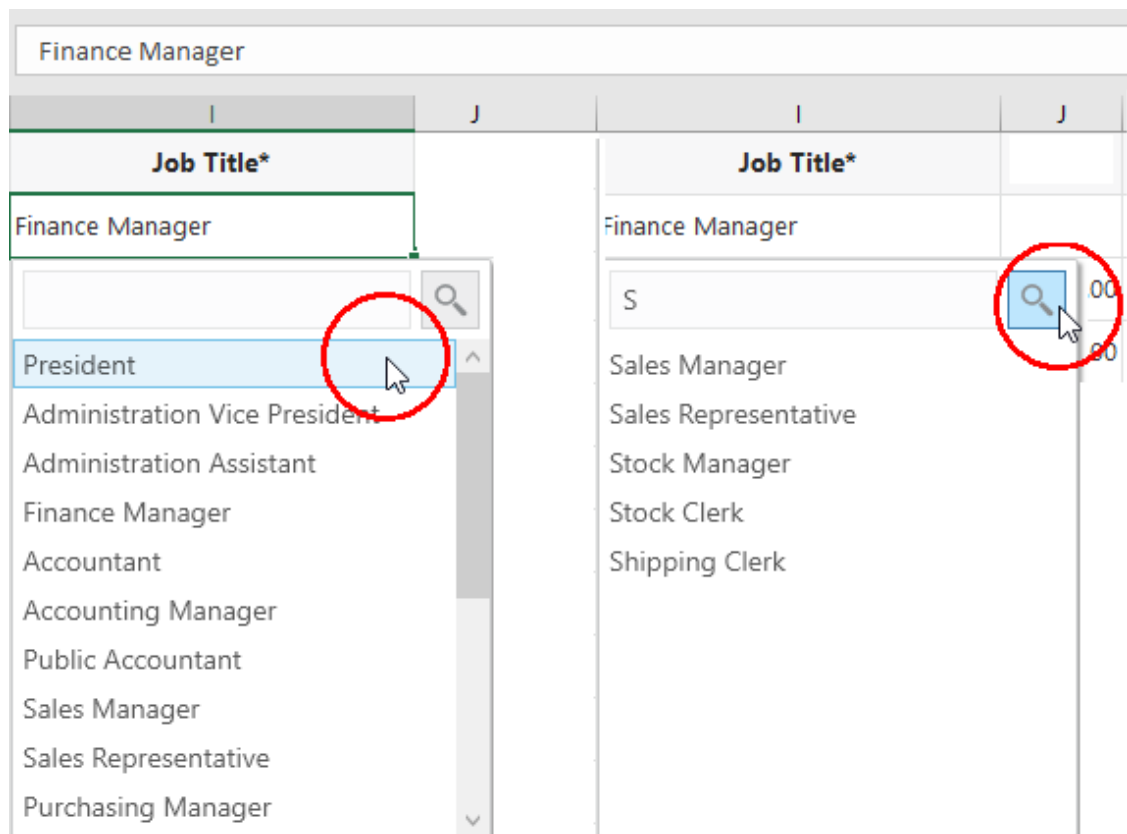 Finance Manager
I
J
Job Title*
Finance Manager
President
Administration Vice President
Administration Assistant
Finance Manager
Accountant
Accounting Manager
Public Accountant
Sales Manager
Sales Representative
Purchasing Manager
I
J
Job Title*
Finance Manager
S
.00
.00
Sales Manager
Sales Representative
Stock Manager
Stock Clerk
Shipping Clerk